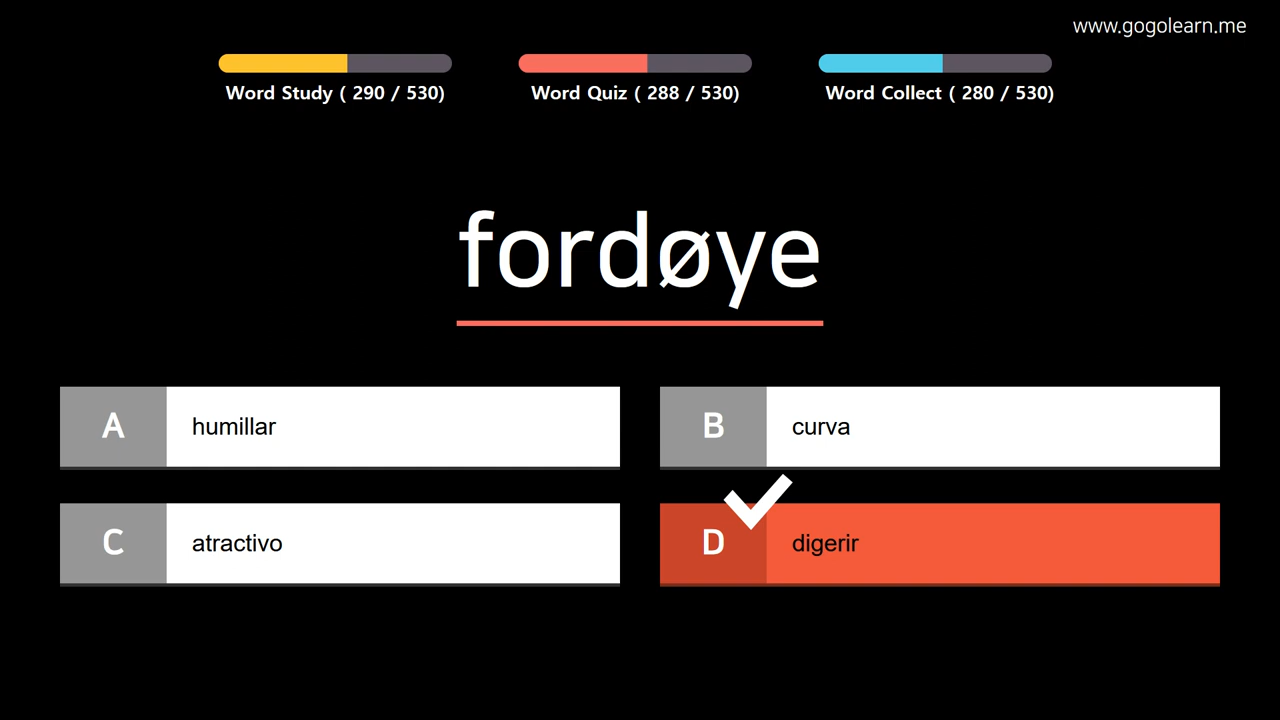 www.gogolearn.me
Word Study ( 290 / 530)
Word Quiz ( 288 / 530)
Word Collect ( 280 / 530)
fordøye
A humillar
B curva
C atractivo
D digerir